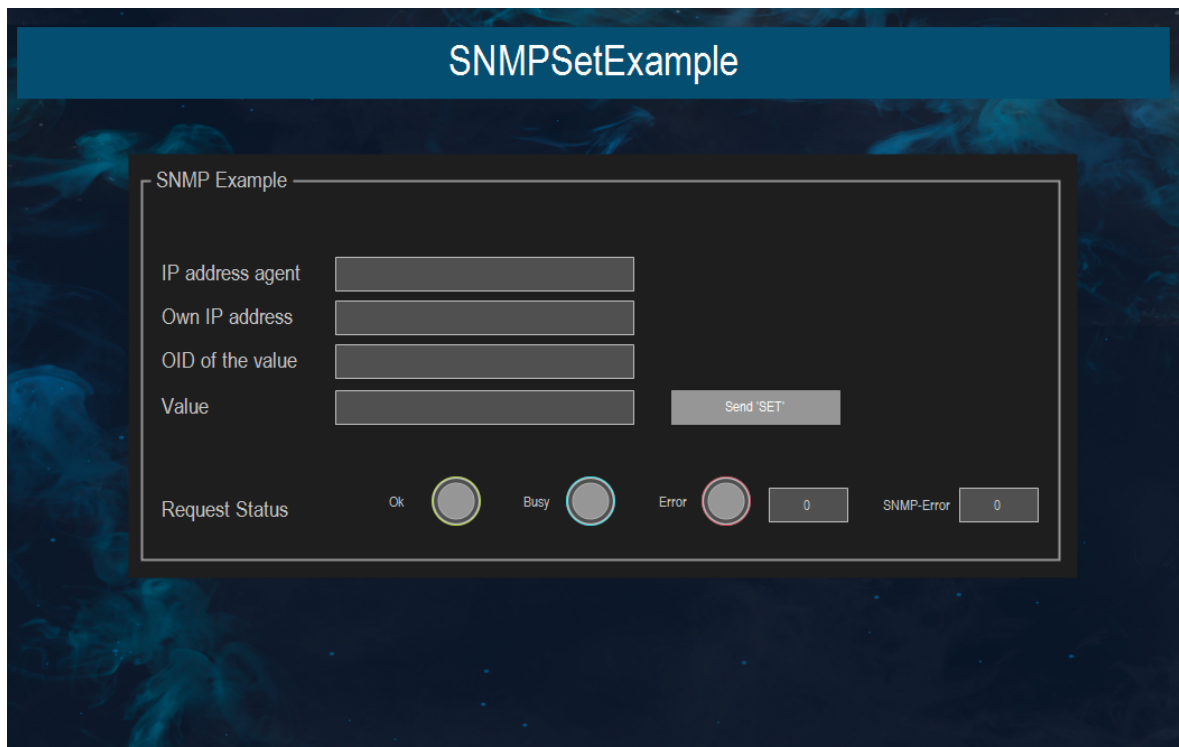 SNMPSetExample
SNMP Example
IP address agent
Own IP address
OID of the value
Value
Send 'SET'
Request Status
Ok
Busy
Error
0
SNMP-Error
0